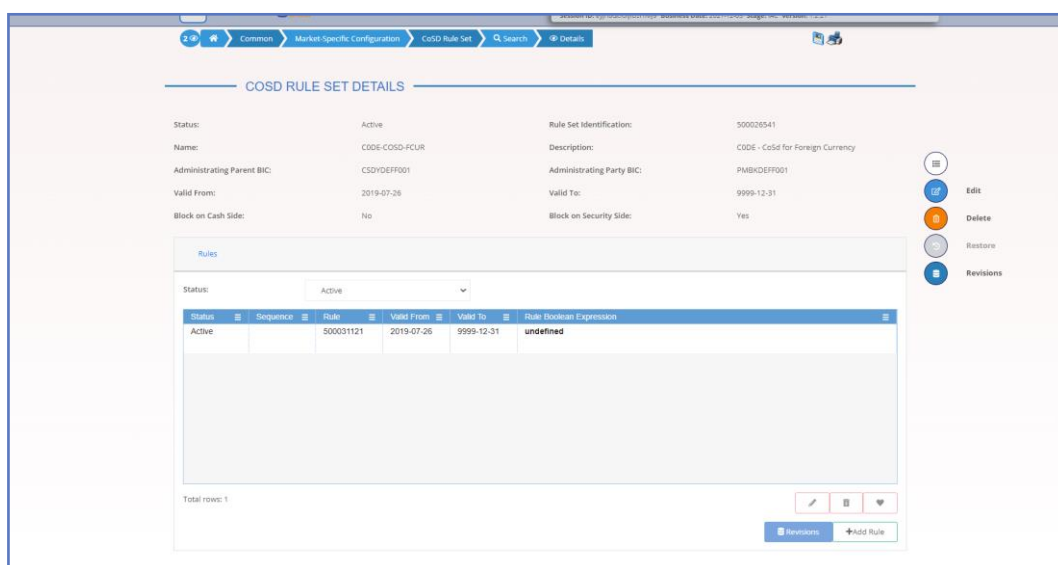 2
Common
Market-Specific Configuration
CoSD Rule Set
Search
Details
COSD RULE SET DETAILS
Status: Active Rule Set Identification: 500026541
Name: C0DE-COSD-FCUR Description: C0DE - CoSd for Foreign Currency
Administrating Parent BIC: CSDYDEFF001 Administrating Party BIC: PMBKDEFF001
Valid From: 2019-07-26 Valid To: 9999-12-31
Block on Cash Side: No Block on Security Side: Yes
Edit
Delete
Restore
Revisions
Rules
Status: Active
Status Sequence Rule Valid From Valid To Rule Boolean Expression
Active 500031121 2019-07-26 9999-12-31 undefined
Total rows: 1
Revisions
+Add Rule